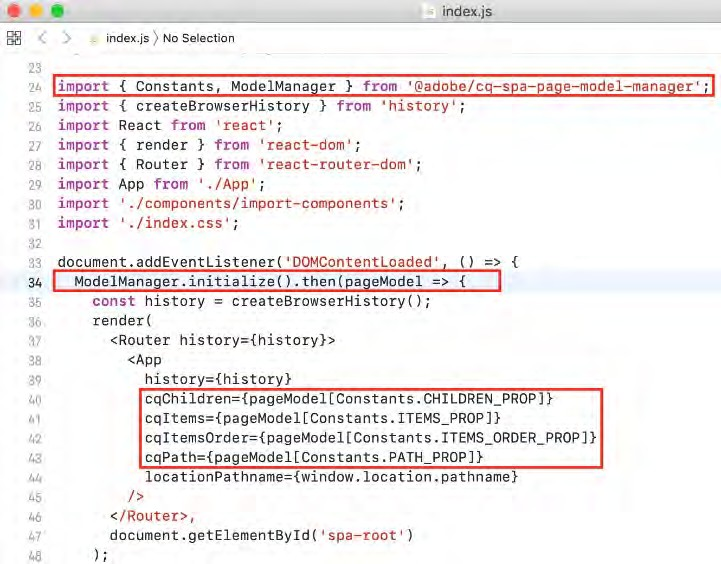 index.js
index.js 〉 No Selection
23
24 import { Constants, ModelManager } from '@adobe/cq-spa-page-model-manager';
25 import { createBrowserHistory } from 'history';
26 import React from 'react';
27 import { render } from 'react-dom';
28 import { Router } from 'react-router-dom';
29 import App from './App';
30 import './components/import-components';
31 import './index.css';
32
33 document.addEventListener('DOMContentLoaded', () => {
34   ModelManager.initialize().then(pageModel => {
35     const history = createBrowserHistory();
36     render(
37       <Router history={history}>
38         <App
39           history={history}
40           cqChildren={pageModel[Constants.CHILDREN_PROP]}
41           cqItems={pageModel[Constants.ITEMS_PROP]}
42           cqItemsOrder={pageModel[Constants.ITEMS_ORDER_PROP]}
43           cqPath={pageModel[Constants.PATH_PROP]}
44           locationPathname={window.location.pathname}
45         />
46       </Router>,
47       document.getElementById('spa-root')
48     );